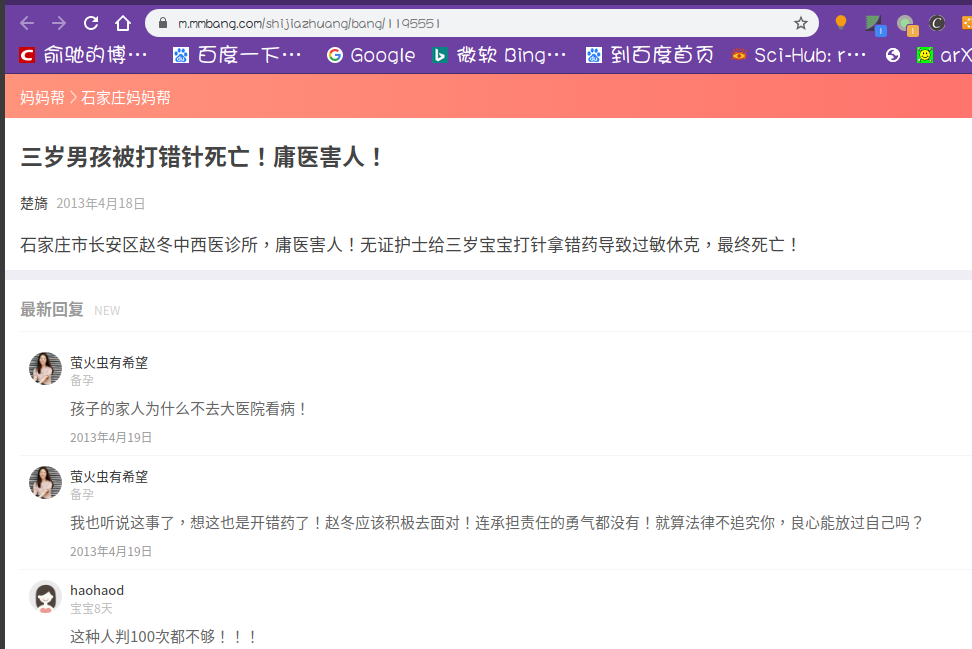 m.mmbang.com/shijiazhuang/bang/1195551
俞驰的博… 百度一下… Google 微软 Bing… 到百度首页 Sci-Hub: r… arX
妈妈帮 > 石家庄妈妈帮
三岁男孩被打错针死亡！庸医害人！
楚旖 2013年4月18日
石家庄市长安区赵冬中西医诊所，庸医害人！无证护士给三岁宝宝打针拿错药导致过敏休克，最终死亡！
最新回复 NEW
萤火虫有希望
备孕
孩子的家人为什么不去大医院看病！
2013年4月19日
萤火虫有希望
备孕
我也听说这事了，想这也是开错药了！赵冬应该积极去面对！连承担责任的勇气都没有！就算法律不追究你，良心能放过自己吗？
2013年4月19日
haohaod
宝宝8天
这种人判100次都不够！！！